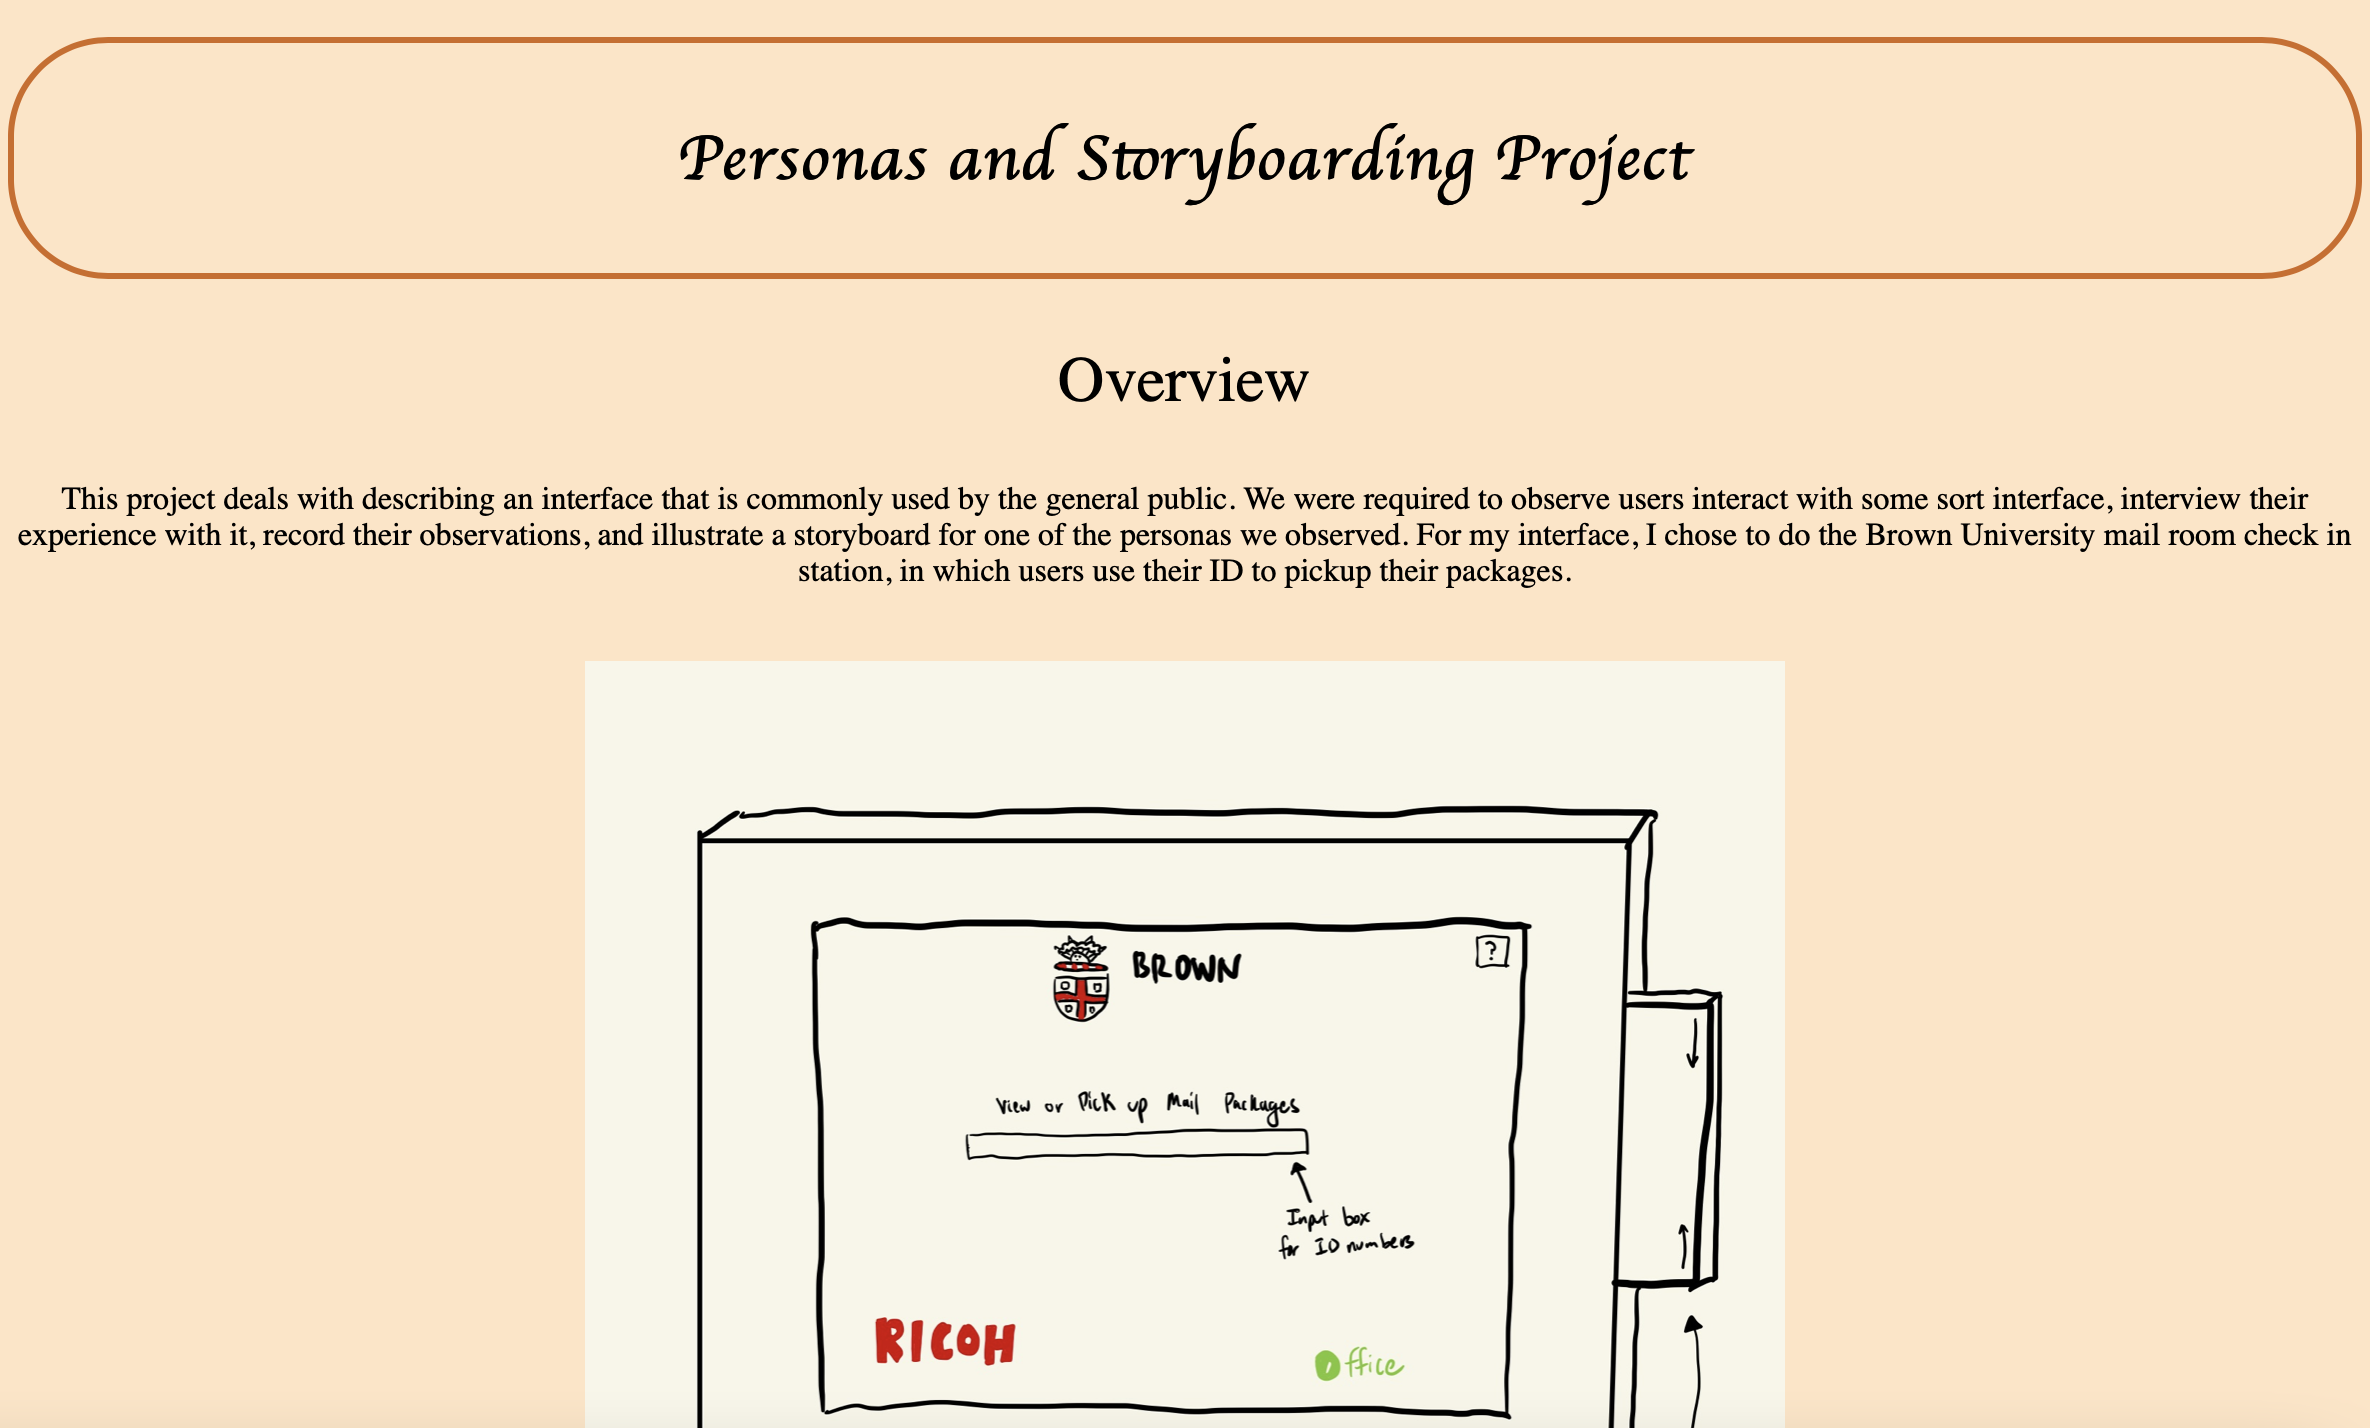 Personas and Storyboarding Project
Overview
This project deals with describing an interface that is commonly used by the general public. We were required to observe users interact with some sort interface, interview their
experience with it, record their observations, and illustrate a storyboard for one of the personas we observed. For my interface, I chose to do the Brown University mail room check in
station, in which users use their ID to pickup their packages.
BROWN
?
View or Pick up Mail Packages
Input box
for ID numbers
RICOH
Office